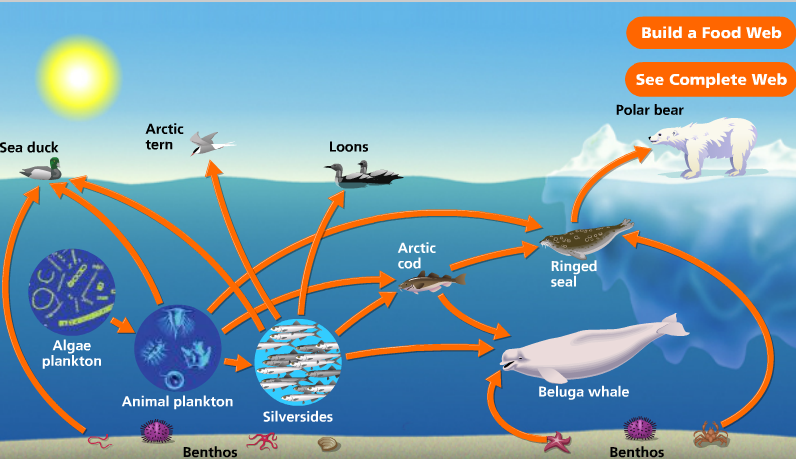 Build a Food Web
See Complete Web
Polar bear
Arctic
tern
Sea duck
Loons
Arctic
cod
Ringed
seal
Algae
plankton
Animal plankton
Silversides
Beluga whale
Benthos
Benthos